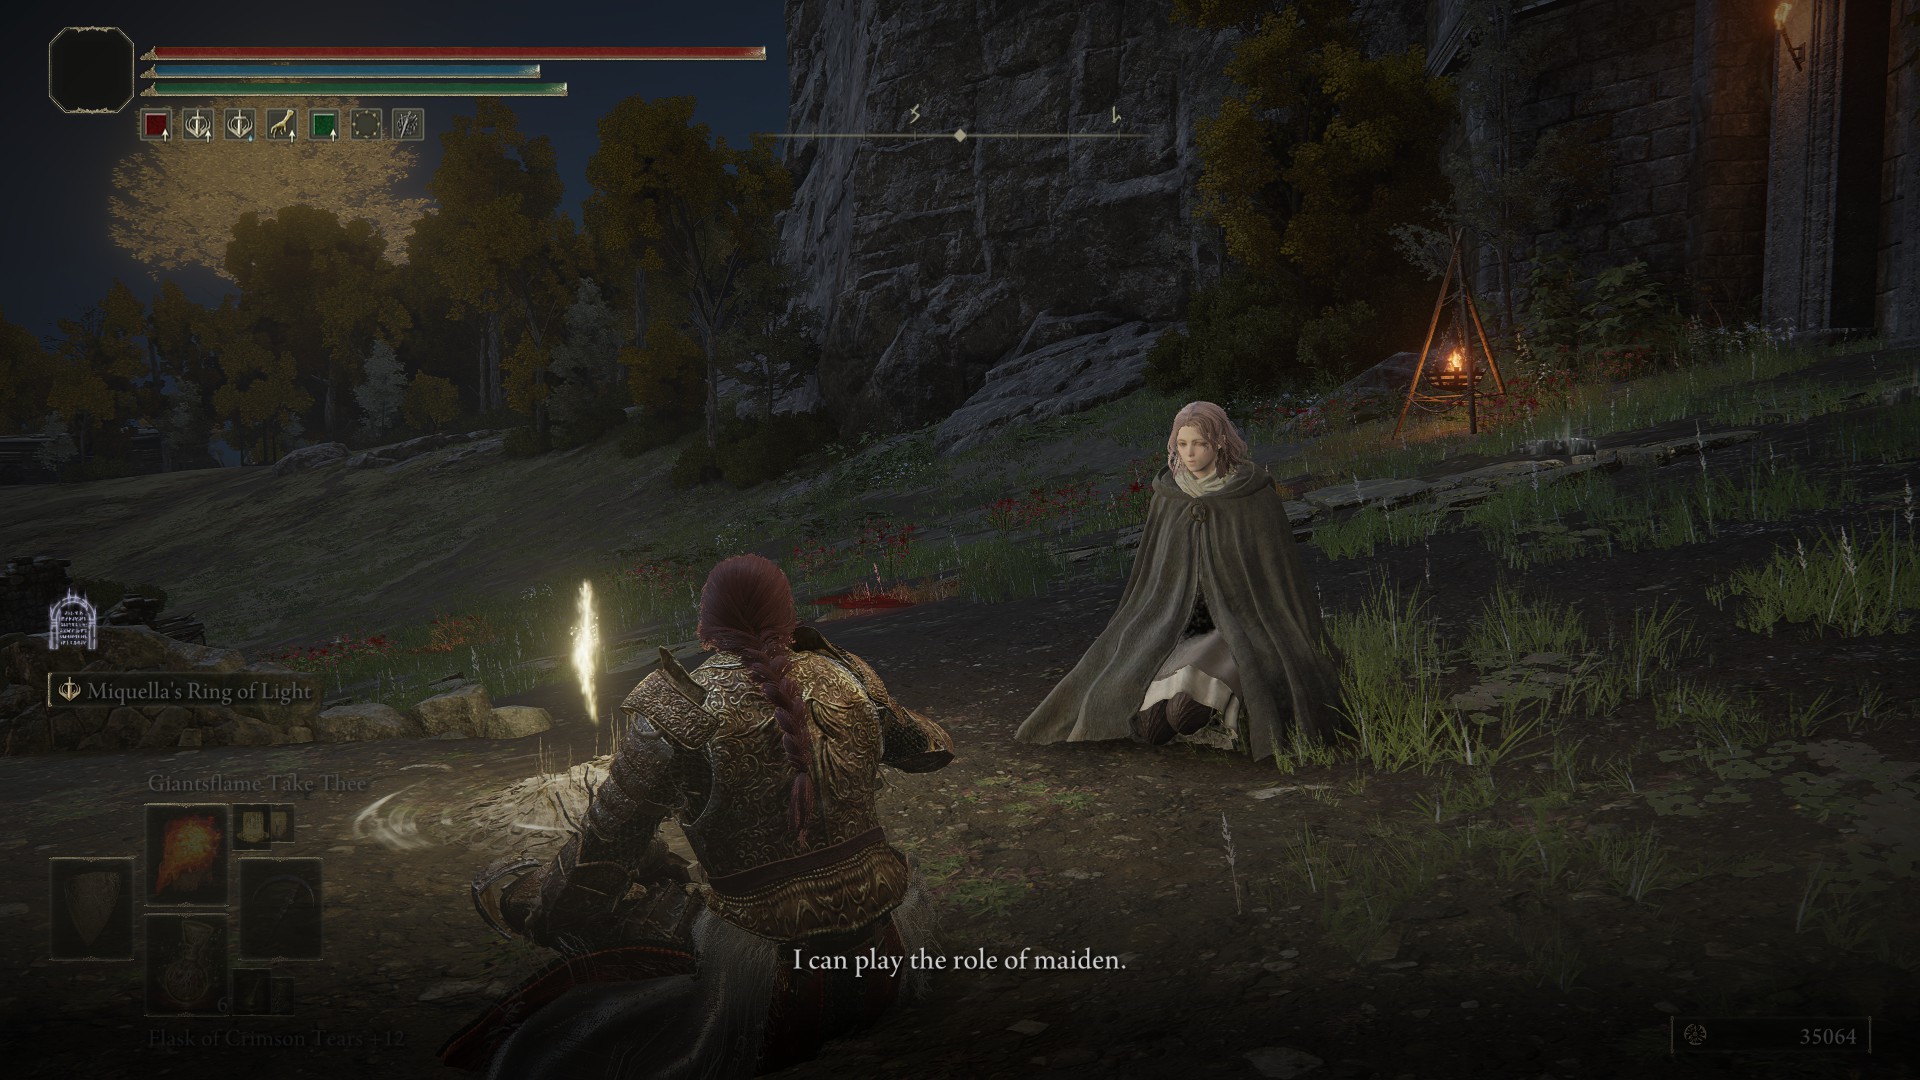 Miquella's Ring of Light
Giantsflame Take Thee
6
I can play the role of maiden.
Flask of Crimson Tears +12
35064